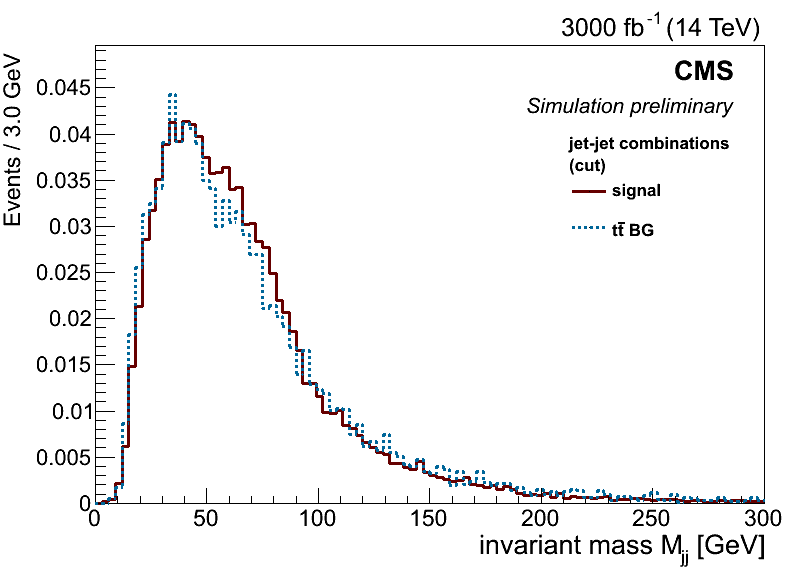 3000 fb⁻¹ (14 TeV)
CMS
Simulation preliminary
jet-jet combinations
(cut)
signal
tt̄ BG
Events / 3.0 GeV
0.045
0.04
0.035
0.03
0.025
0.02
0.015
0.01
0.005
0
0 50 100 150 200 250 300
invariant mass M_jj [GeV]